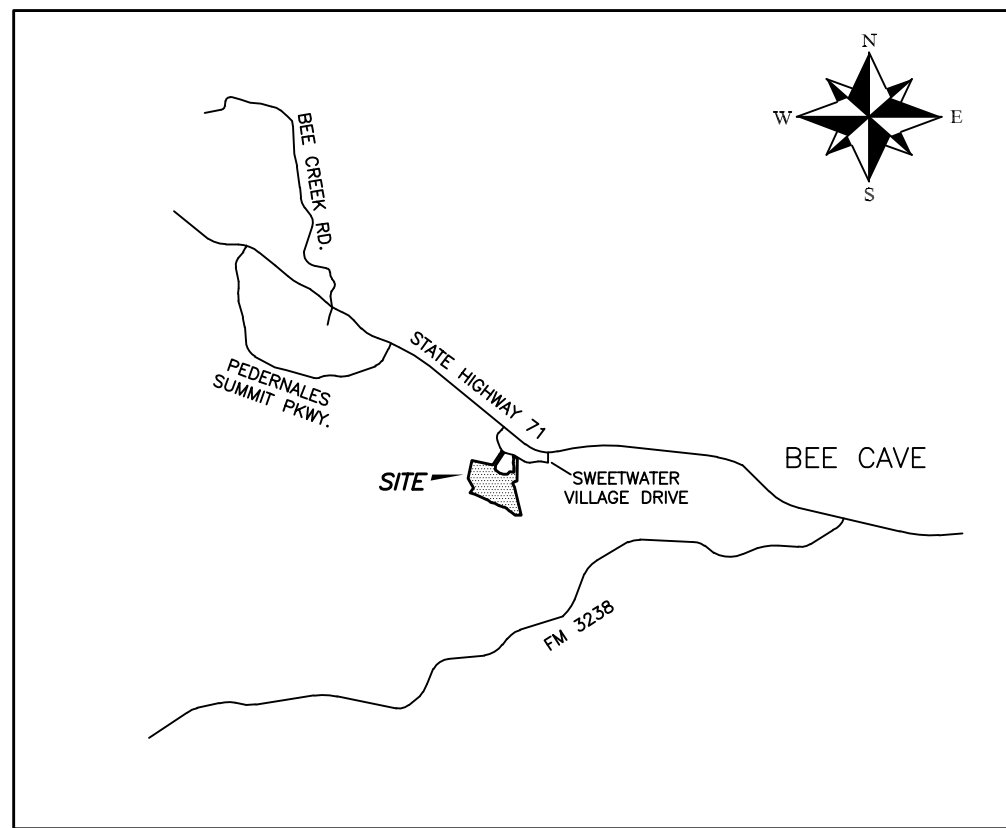 N
W E
S
BEE CREEK RD.
PEDERNALES
SUMMIT PKWY.
STATE HIGHWAY 71
BEE CAVE
SITE
SWEETWATER
VILLAGE DRIVE
FM 3238